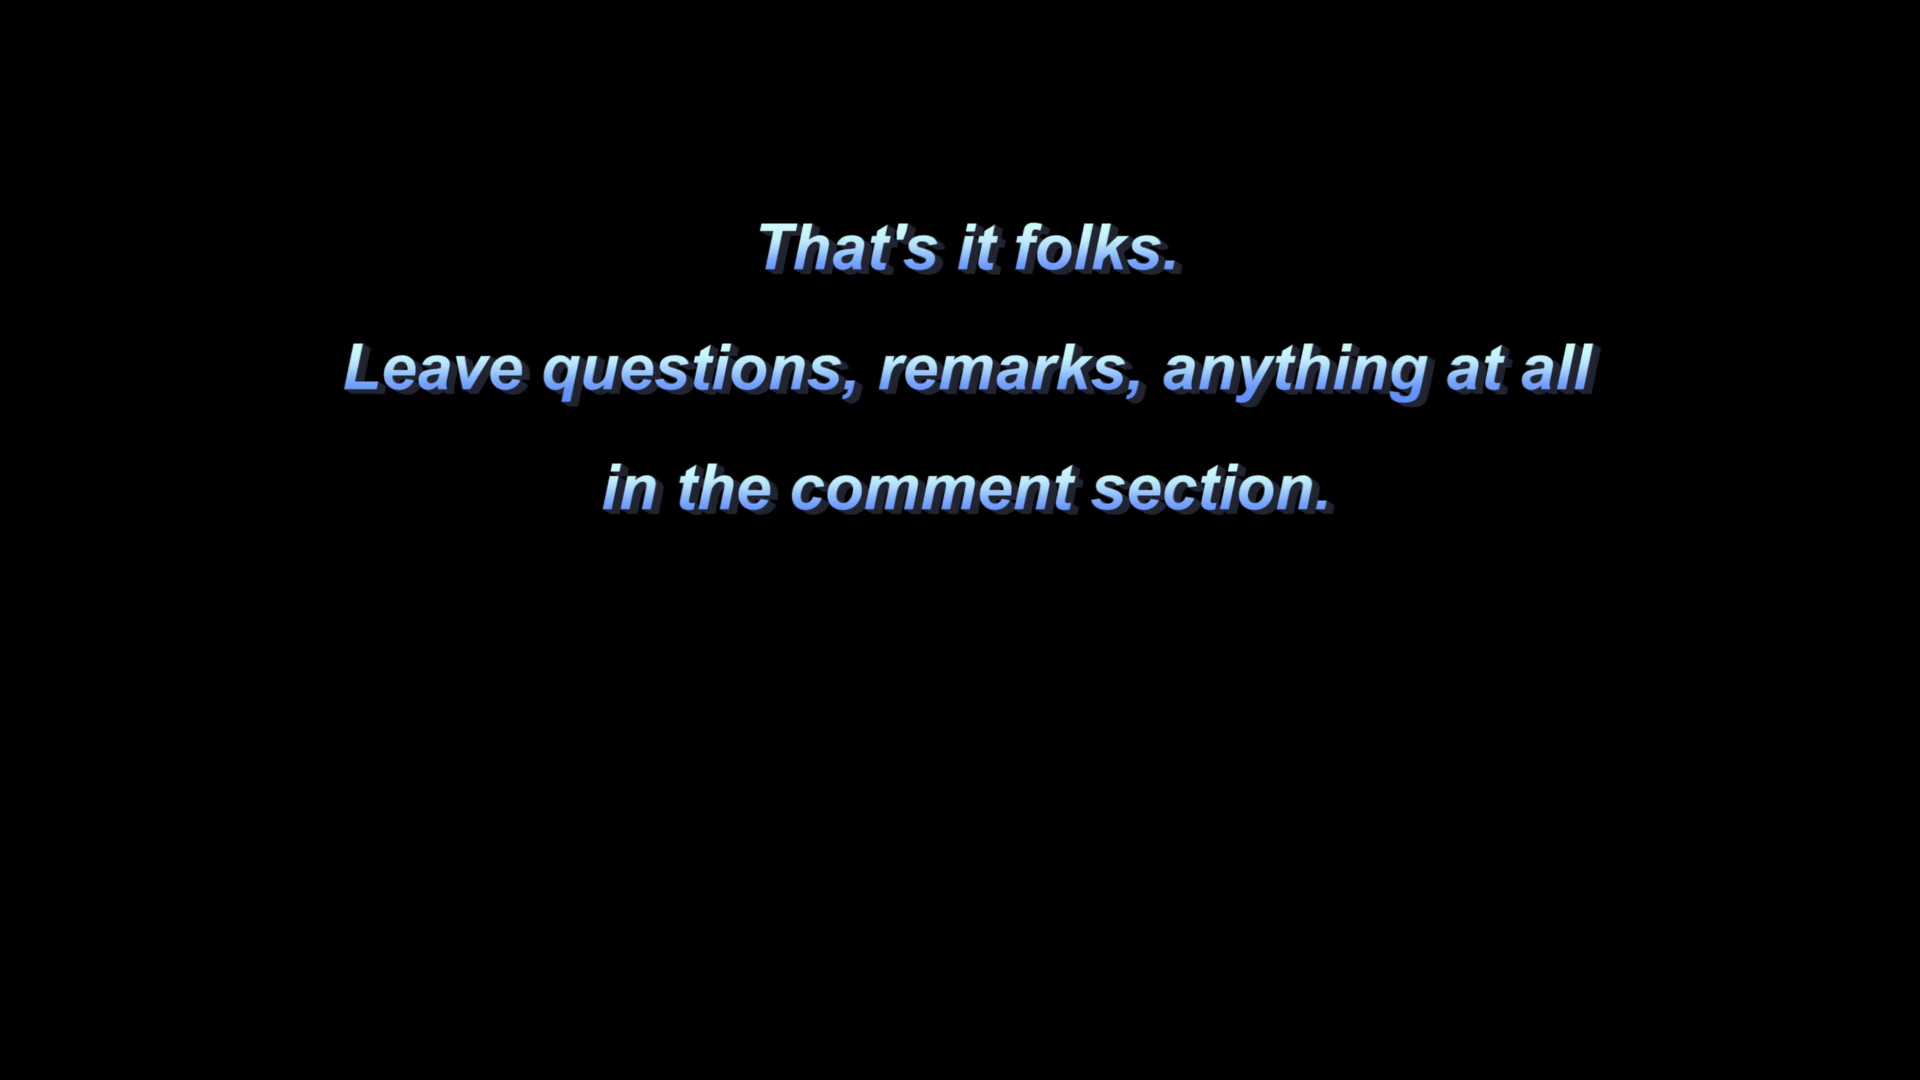 That's it folks.
Leave questions, remarks, anything at all
in the comment section.